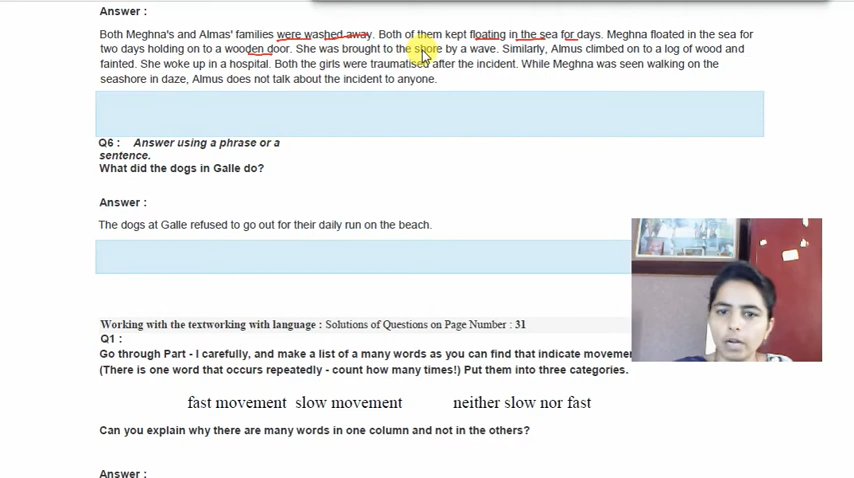 Answer :
Both Meghna's and Almas' families were washed away. Both of them kept floating in the sea for days. Meghna floated in the sea for
two days holding on to a wooden door. She was brought to the shore by a wave. Similarly, Almus climbed on to a log of wood and
fainted. She woke up in a hospital. Both the girls were traumatised after the incident. While Meghna was seen walking on the
seashore in daze, Almus does not talk about the incident to anyone.
Q6 : Answer using a phrase or a
sentence.
What did the dogs in Galle do?
Answer :
The dogs at Galle refused to go out for their daily run on the beach.
Working with the textworking with language : Solutions of Questions on Page Number : 31
Q1 :
Go through Part - I carefully, and make a list of a many words as you can find that indicate
(There is one word that occurs repeatedly - count how many times!) Put them into three categories.
fast movement slow movement neither slow nor fast
Can you explain why there are many words in one column and not in the others?
Answer :